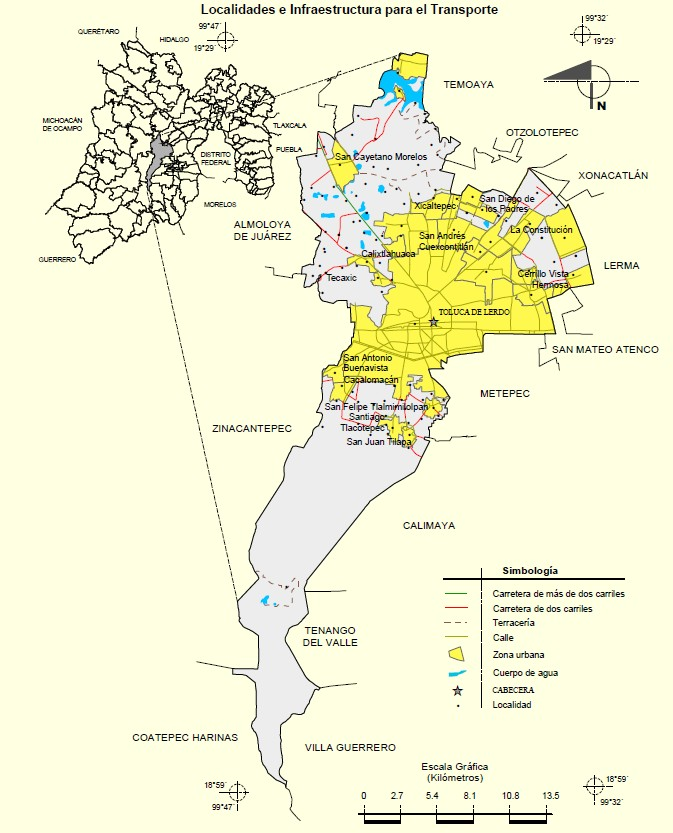 Localidades e Infraestructura para el Transporte
99°47´
19°29´
99°32´
19°29´
QUERÉTARO
HIDALGO
MICHOACÁN
DE OCAMPO
TLAXCALA
PUEBLA
DISTRITO
FEDERAL
MORELOS
GUERRERO
N
TEMOAYA
OTZOLOTEPEC
XONACATLÁN
ALMOLOYA
DE JUÁREZ
LERMA
SAN MATEO ATENCO
METEPEC
ZINACANTEPEC
CALIMAYA
TENANGO
DEL VALLE
COATEPEC HARINAS
VILLA GUERRERO
San Cayetano Morelos
Xicaltepec
San Diego de
los Padres
San Andrés
Cuexcontitlán
La Constitución
Calixtlahuaca
Tecaxic
Cerrillo Vista
Hermosa
TOLUCA DE LERDO
San Antonio
Buenavista
Cacalomacán
San Felipe Tlalmimilolpan
Santiago
Tlacotepec
San Juan Tilapa
Simbología
Carretera de más de dos carriles
Carretera de dos carriles
Terracería
Calle
Zona urbana
Cuerpo de agua
CABECERA
Localidad
Escala Gráfica
(Kilómetros)
0 2.7 5.4 8.1 10.8 13.5
18°59´
99°47´
18°59´
99°32´